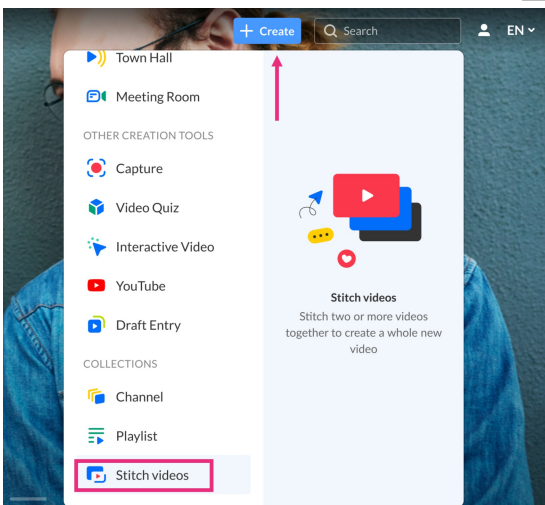 Create
Search
EN
Town Hall
Meeting Room
OTHER CREATION TOOLS
Capture
Video Quiz
Interactive Video
YouTube
Draft Entry
COLLECTIONS
Channel
Playlist
Stitch videos
Stitch videos
Stitch two or more videos
together to create a whole new
video